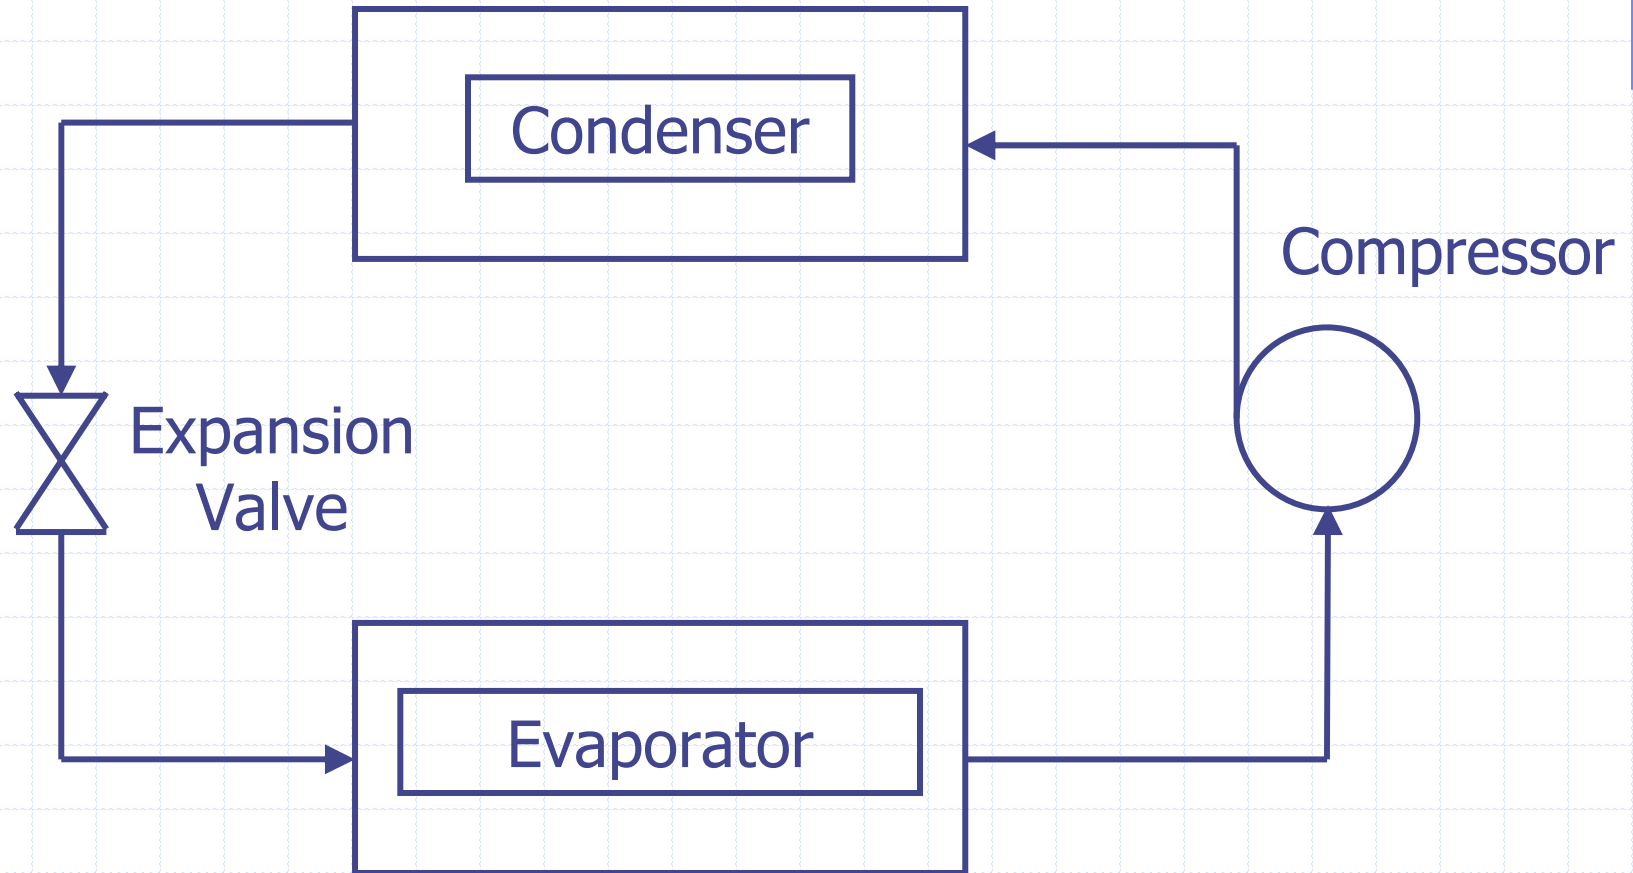 Condenser
Compressor
Expansion
Valve
Evaporator